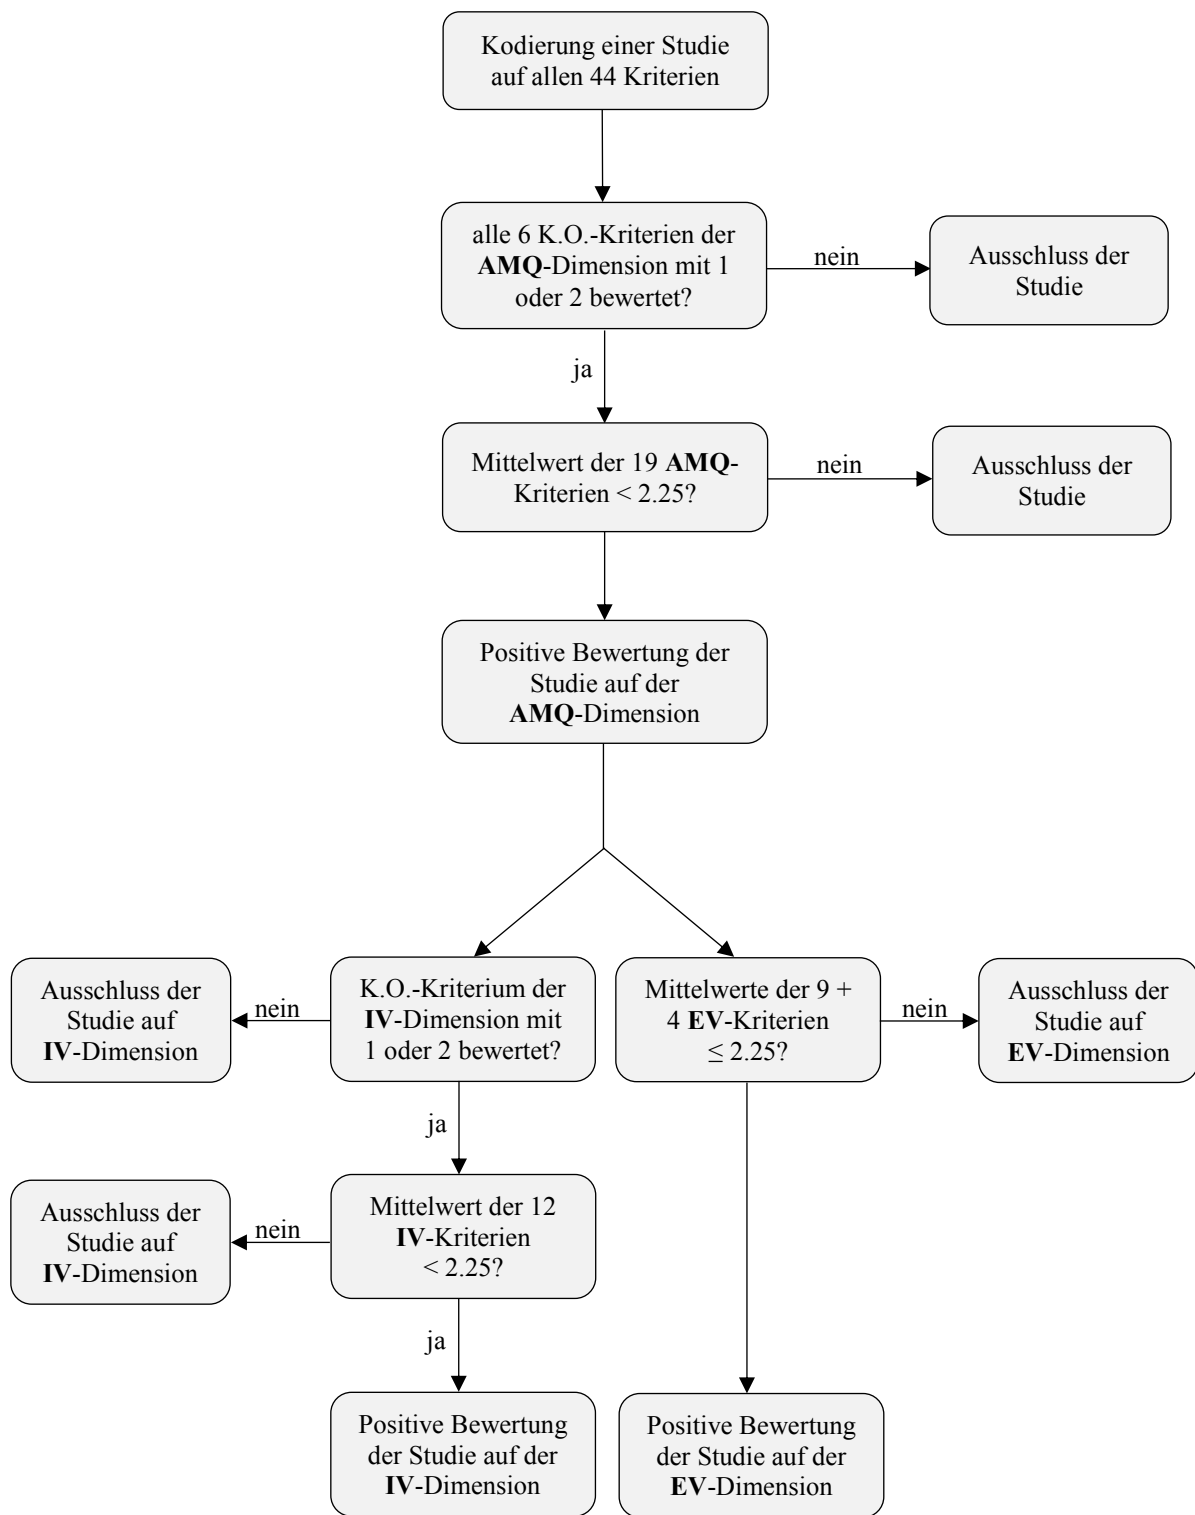 Kodierung einer Studie
auf allen 44 Kriterien
alle 6 K.O.-Kriterien der
AMQ-Dimension mit 1
oder 2 bewertet?
nein
Ausschluss der
Studie
ja
Mittelwert der 19 AMQ-
Kriterien < 2.25?
nein
Ausschluss der
Studie
Positive Bewertung der
Studie auf der
AMQ-Dimension
Ausschluss der
Studie auf
IV-Dimension
nein
K.O.-Kriterium der
IV-Dimension mit
1 oder 2 bewertet?
Mittelwerte der 9 +
4 EV-Kriterien
≤ 2.25?
nein
Ausschluss der
Studie auf
EV-Dimension
ja
Ausschluss der
Studie auf
IV-Dimension
nein
Mittelwert der 12
IV-Kriterien
< 2.25?
ja
Positive Bewertung
der Studie auf der
IV-Dimension
Positive Bewertung
der Studie auf der
EV-Dimension